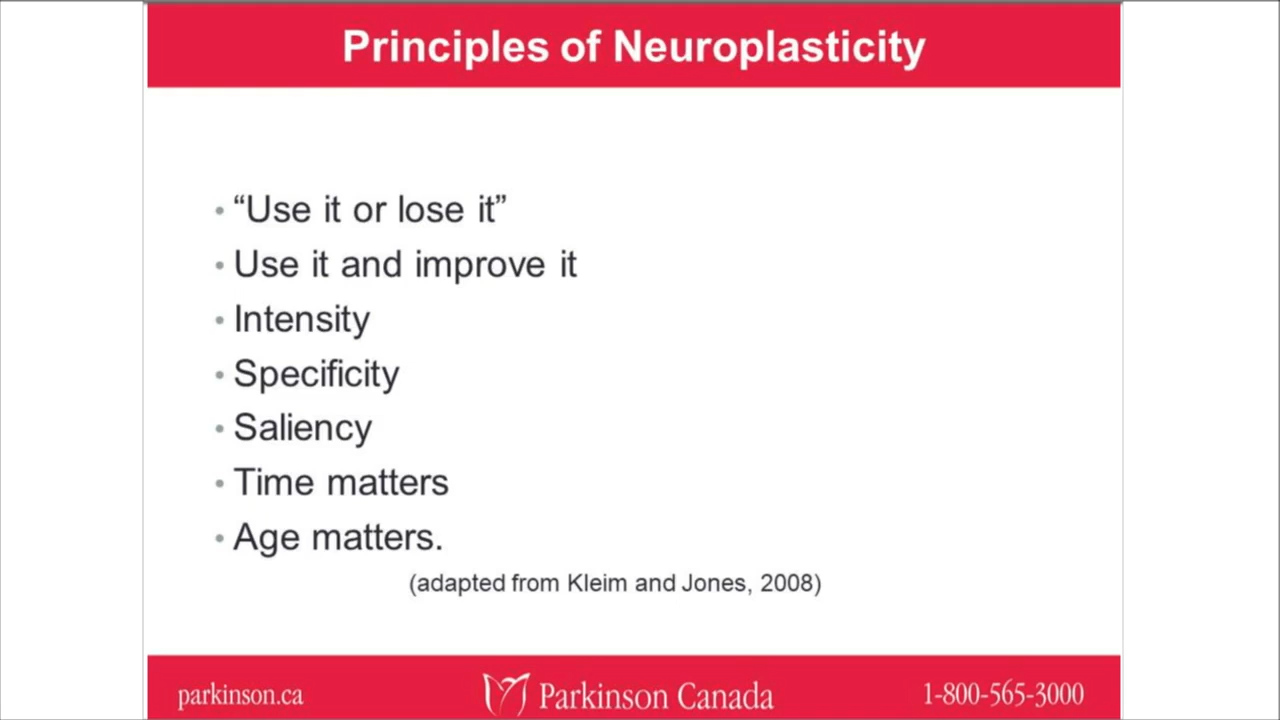 Principles of Neuroplasticity
• “Use it or lose it”
• Use it and improve it
• Intensity
• Specificity
• Saliency
• Time matters
• Age matters.
(adapted from Kleim and Jones, 2008)
parkinson.ca Parkinson Canada 1-800-565-3000